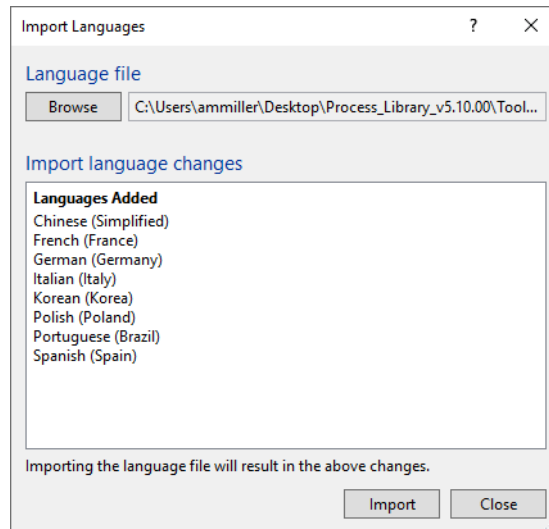 Import Languages ?
Language file
Browse C:\Users\ammiller\Desktop\Process_Library_v5.10.00\Tool...
Import language changes
Languages Added
Chinese (Simplified)
French (France)
German (Germany)
Italian (Italy)
Korean (Korea)
Polish (Poland)
Portuguese (Brazil)
Spanish (Spain)
Importing the language file will result in the above changes.
Import Close